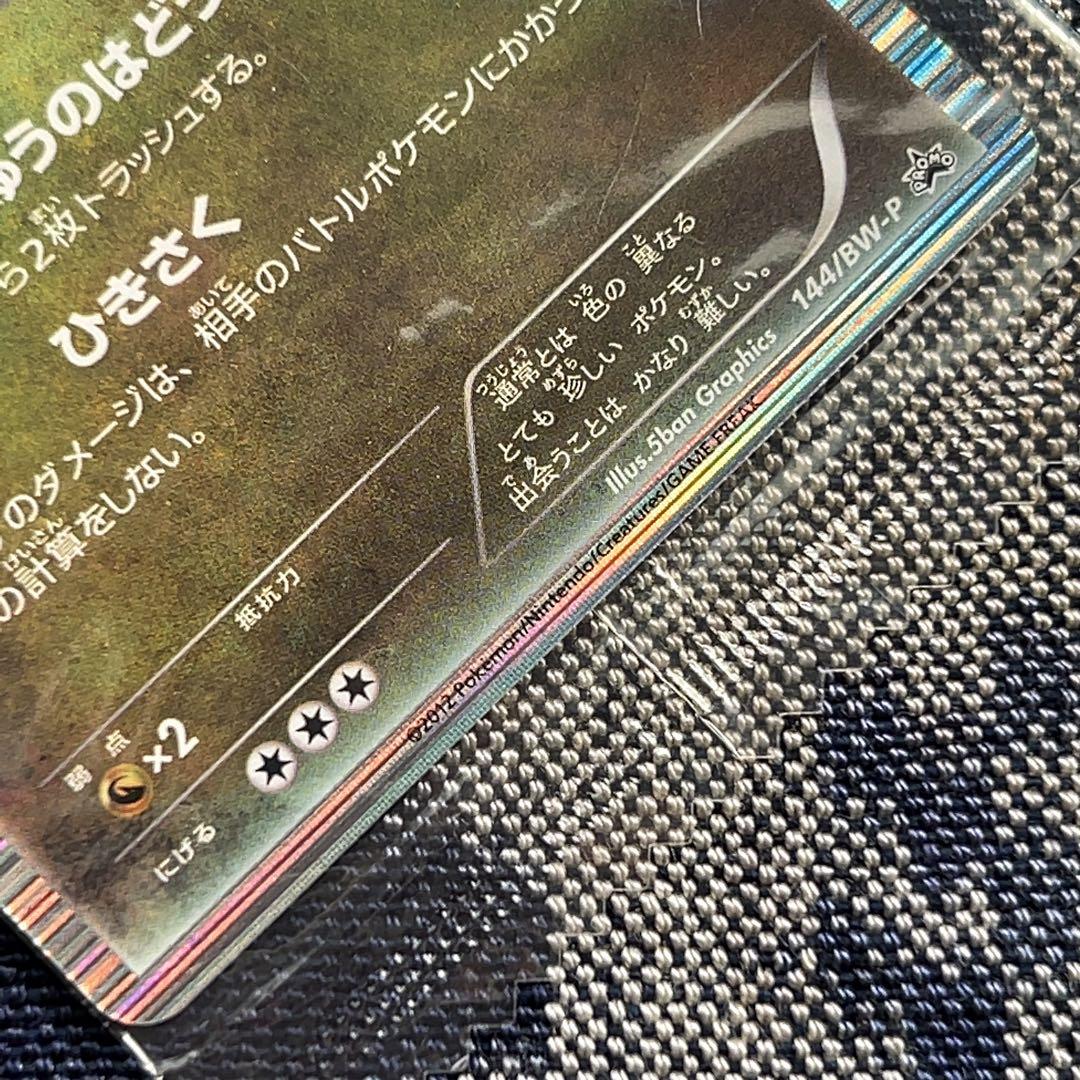 ゅうのはど
ら2枚トラッシュする。
ひきさく
のダメージは、相手のバトルポケモンにかか
の計算をしない。
弱点
×2
抵抗力
にげる
通常とは 色の 異なる
とても 珍しい ポケモン。
出会うことは かなり 難しい。
Illus.5ban Graphics
144/BW-P
PROMO
©2012 Pokémon/Nintendo/Creatures/GAME FREAK